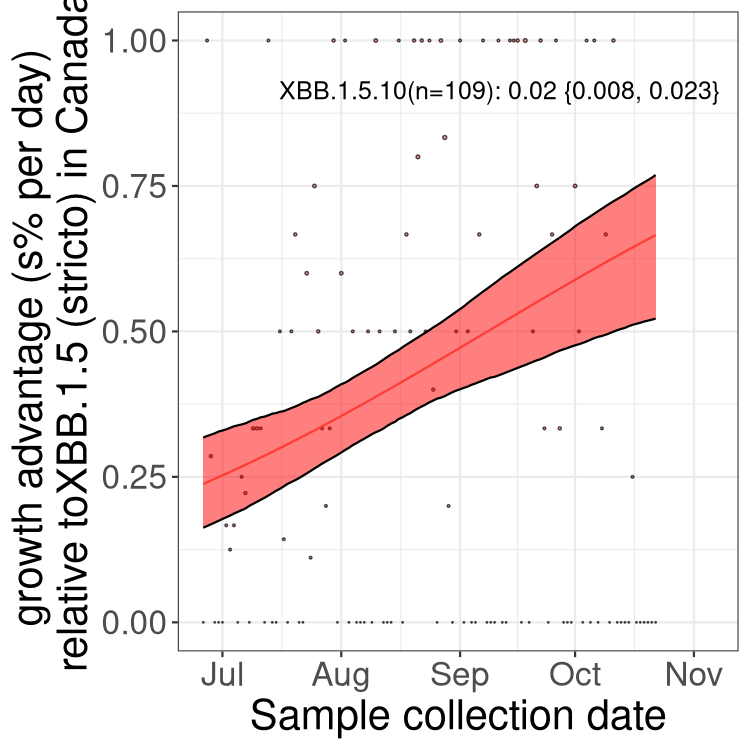 growth advantage (s% per day)
relative toXBB.1.5 (stricto) in Canada
1.00
0.75
0.50
0.25
0.00
XBB.1.5.10(n=109): 0.02 {0.008, 0.023}
Jul Aug Sep Oct Nov
Sample collection date